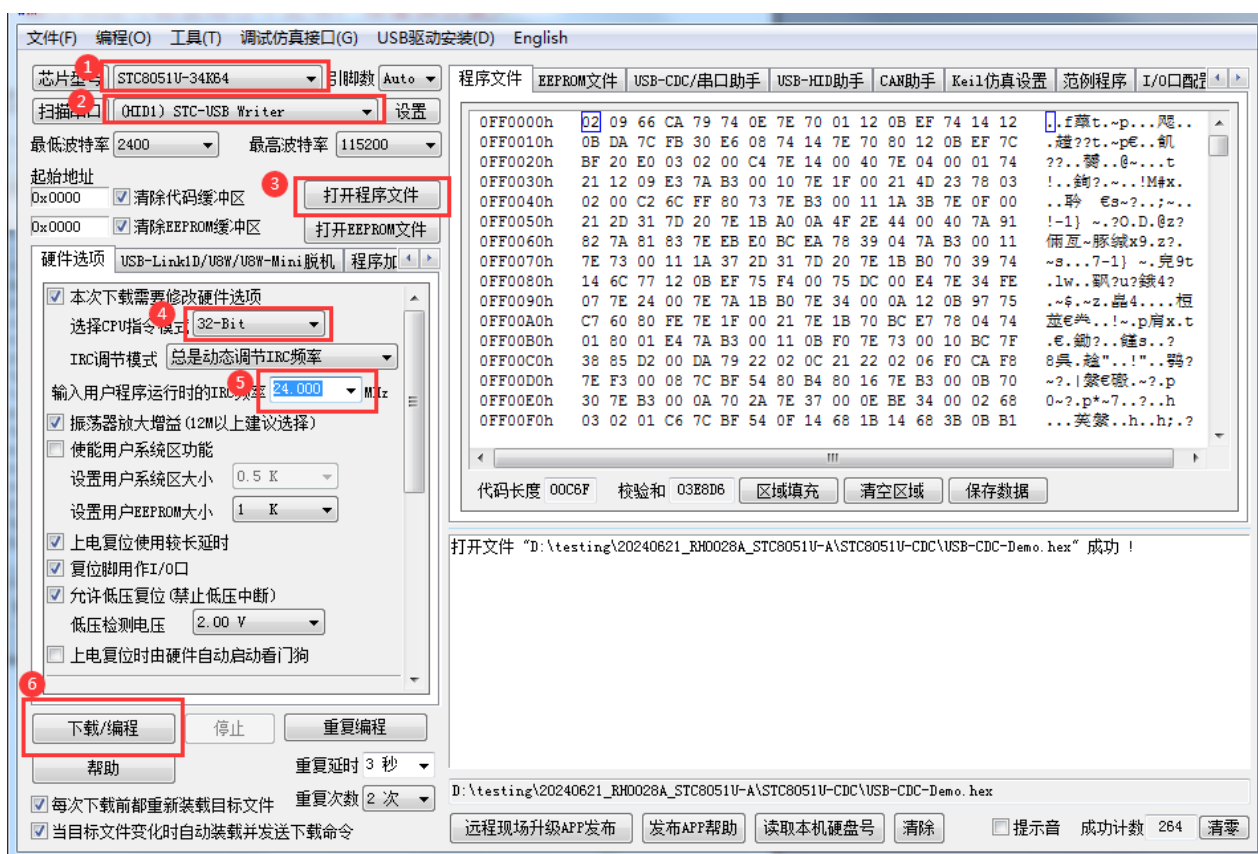 文件(F) 编程(O) 工具(T) 调试仿真接口(G) USB驱动安装(D) English
1
芯片型号 STC8051U-34K64 引脚数 Auto
2
扫描串口 (HID1) STC-USB Writer 设置
最低波特率 2400 最高波特率 115200
起始地址
3
0x0000 清除代码缓冲区 打开程序文件
0x0000 清除EEPROM缓冲区 打开EEPROM文件
硬件选项 USB-Link1D/U8W/U8W-Mini脱机 程序加
本次下载需要修改硬件选项
4
选择CPU指令模式 32-Bit
IRC调节模式 总是动态调节IRC频率
5
输入用户程序运行时的IRC频率 24.000 MHz
振荡器放大增益(12M以上建议选择)
使能用户系统区功能
设置用户系统区大小 0.5 K
设置用户EEPROM大小 1 K
上电复位使用较长延时
复位脚用作I/O口
允许低压复位(禁止低压中断)
低压检测电压 2.00 V
上电复位时由硬件自动启动看门狗
6
下载/编程 停止 重复编程
帮助 重复延时 3 秒
每次下载前都重新装载目标文件 重复次数 2 次
当目标文件变化时自动装载并发送下载命令
程序文件 EEPROM文件 USB-CDC/串口助手 USB-HID助手 CAN助手 Keil仿真设置 范例程序 I/O口配
0FF0000h 02 09 66 CA 79 74 0E 7E 70 01 12 0B EF 74 14 12
0FF0010h 0B DA 7C FB 30 E6 08 74 14 7E 70 80 12 0B EF 7C
0FF0020h BF 20 E0 03 02 00 C4 7E 14 00 40 7E 04 00 01 74
0FF0030h 21 12 09 E3 7A B3 00 10 7E 1F 00 21 4D 23 78 03
0FF0040h 02 00 C2 6C FF 80 73 7E B3 00 11 1A 3B 7E 0F 00
0FF0050h 21 2D 31 7D 20 7E 1B A0 0A 4F 2E 44 00 40 7A 91
0FF0060h 82 7A 81 83 7E EB E0 BC EA 78 39 04 7A B3 00 11
0FF0070h 7E 73 00 11 1A 37 2D 31 7D 20 7E 1B B0 70 39 74
0FF0080h 14 6C 77 12 0B EF 75 F4 00 75 DC 00 E4 7E 34 FE
0FF0090h 07 7E 24 00 7E 7A 1B B0 7E 34 00 0A 12 0B 97 75
0FF00A0h C7 60 80 FE 7E 1F 00 21 7E 1B 70 BC E7 78 04 74
0FF00B0h 01 80 01 E4 7A B3 00 11 0B F0 7E 73 00 10 BC 7F
0FF00C0h 38 85 D2 00 DA 79 22 02 0C 21 22 02 06 F0 CA F8
0FF00D0h 7E F3 00 08 7C BF 54 80 B4 80 16 7E B3 00 0B 70
0FF00E0h 30 7E B3 00 0A 70 2A 7E 37 00 0E BE 34 00 02 68
0FF00F0h 03 02 01 C6 7C BF 54 0F 14 68 1B 14 68 3B 0B B1
代码长度 00C6F 校验和 03E8D6 区域填充 清空区域 保存数据
打开文件 “D:\testing\20240621_RH0028A_STC8051U-A\STC8051U-CDC\USB-CDC-Demo.hex” 成功 !
D:\testing\20240621_RH0028A_STC8051U-A\STC8051U-CDC\USB-CDC-Demo.hex
远程现场升级APP发布 发布APP帮助 读取本机硬盘号 清除 提示音 成功计数 264 清零